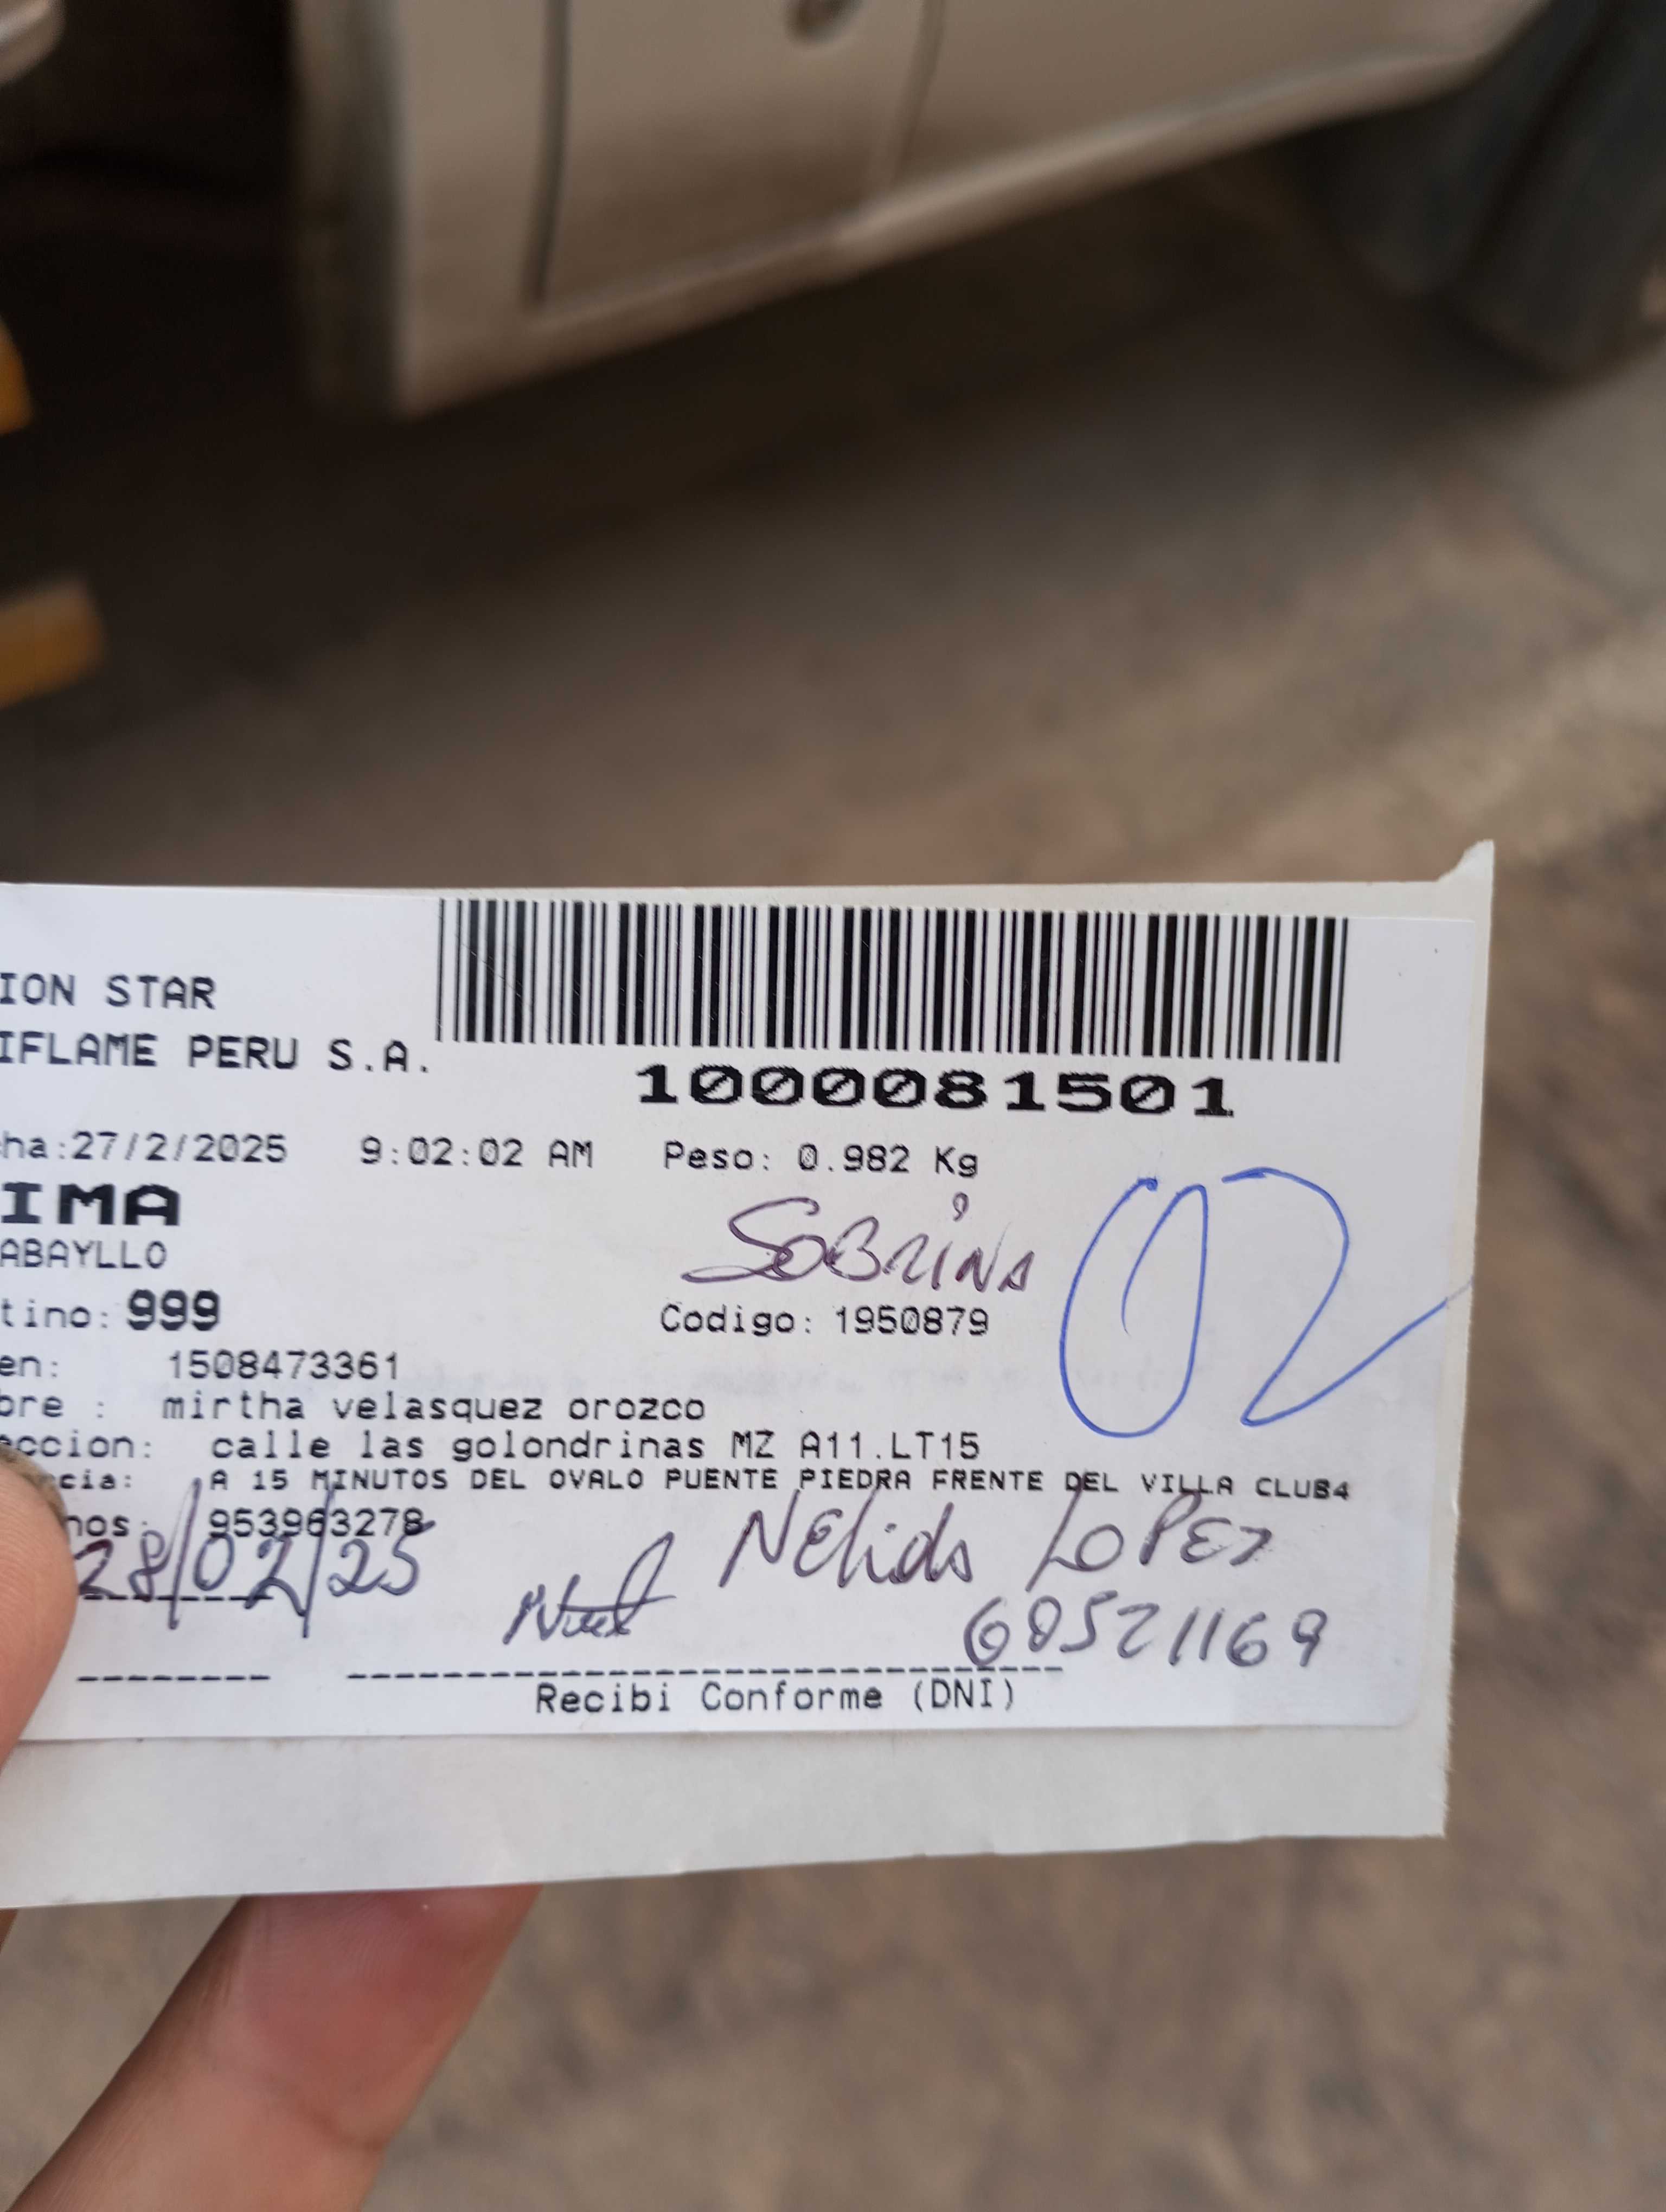 ION STAR
IFLAME PERU S.A.
1000081501
ha:27/2/2025 9:02:02 AM Peso: 0.982 Kg
IMA
SOBRINA
02
ABAYLLO
tino: 999
Codigo: 1950879
en: 1508473361
bre : mirtha velasquez orozco
eccion: calle las golondrinas MZ A11.LT15
cia: A 15 MINUTOS DEL OVALO PUENTE PIEDRA FRENTE DEL VILLA CLUB4
nos: 953963278
28/02/25
NELida LOPEZ
60521169
Recibi Conforme (DNI)